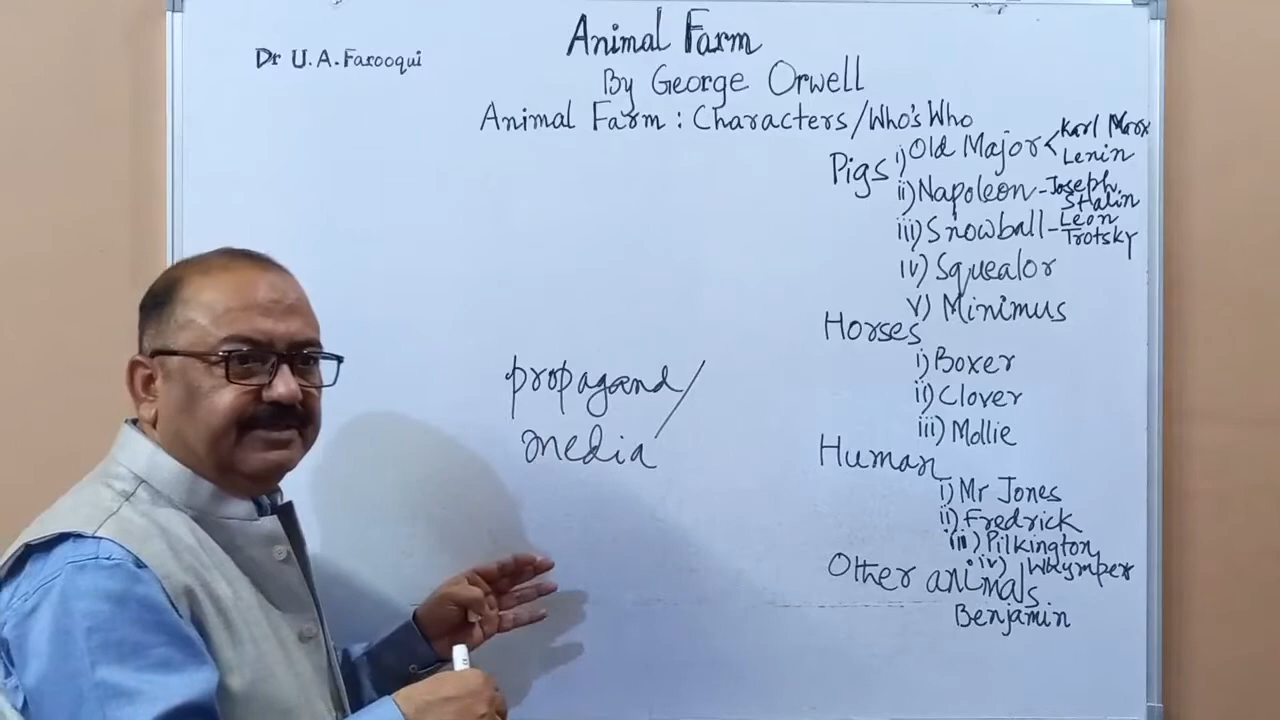 Dr U.A. Farooqui
Animal Farm
By George Orwell
Animal Farm : Characters/Who's Who
Pigs
i) Old Major < Karl Marx
Lenin
ii) Napoleon - Joseph
Stalin
iii) Snowball - Leon
Trotsky
iv) Squealor
v) Minimus
Horses
i) Boxer
ii) Clover
iii) Mollie
Human
i) Mr Jones
ii) Fredrick
iii) Pilkington
iv) Whymper
Other animals
Benjamin
propagand/
media